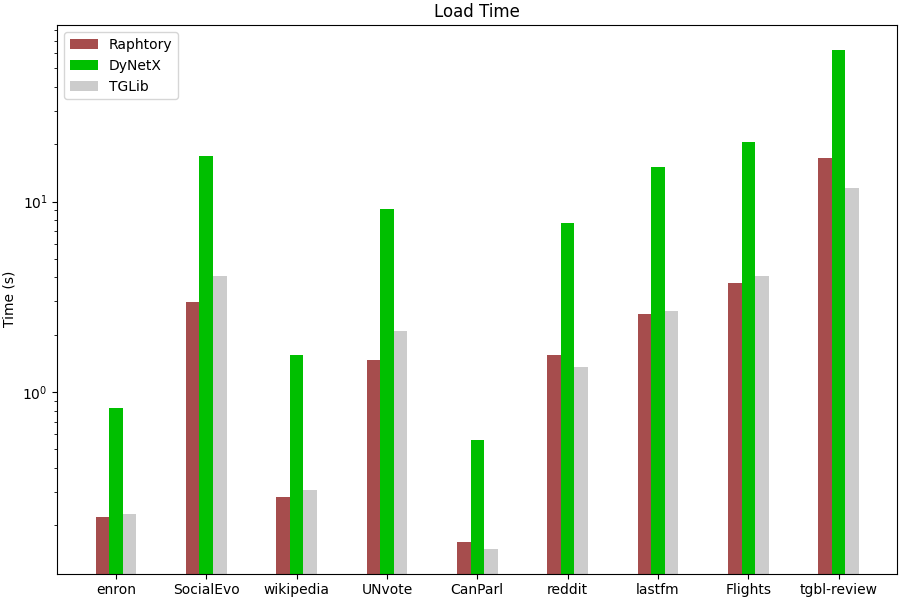 Load Time
Raphtory
DyNetX
TGLib
10¹
10⁰
Time (s)
enron SocialEvo wikipedia UNvote CanParl reddit lastfm Flights tgbl-review